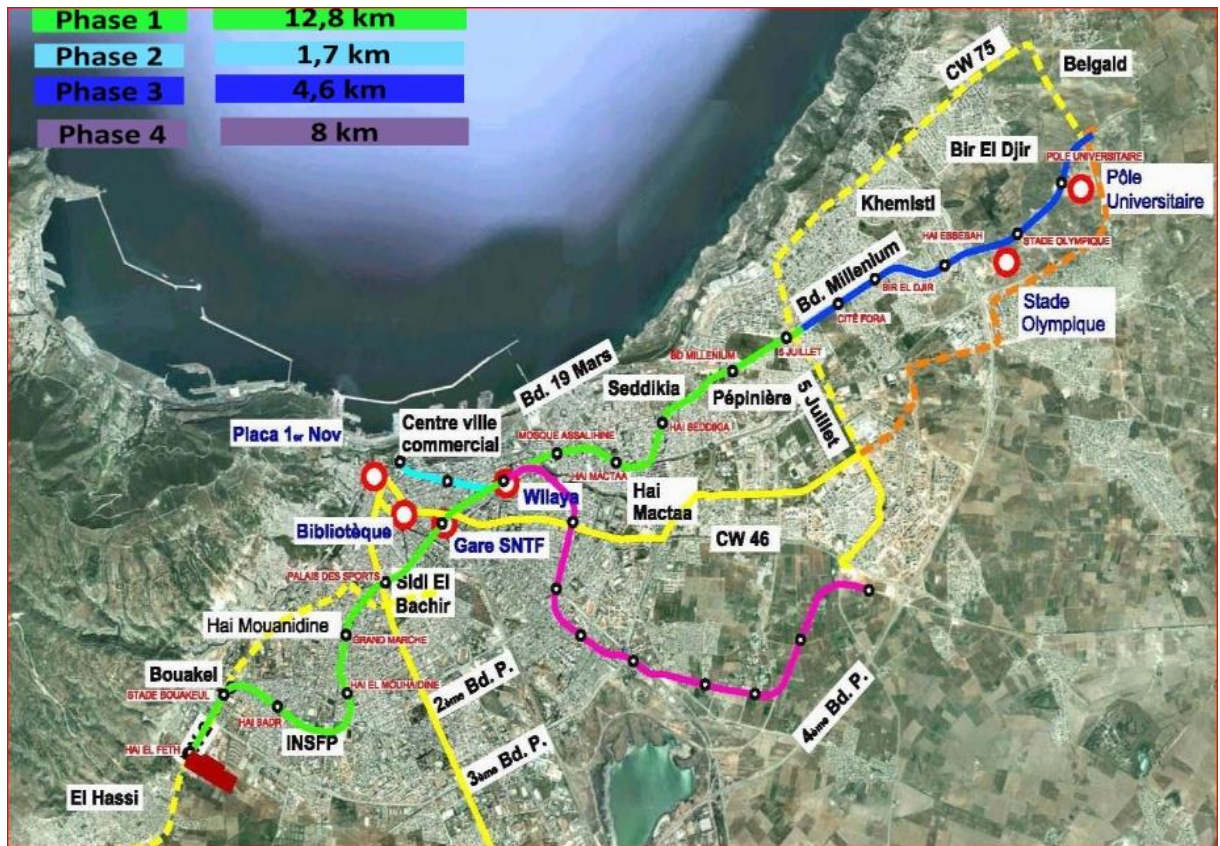 Phase 1 12,8 km
Phase 2 1,7 km
Phase 3 4,6 km
Phase 4 8 km
CW 75
Belgaid
Bir El Djir
POLE UNIVERSITAIRE
Pôle
Universitaire
Khemisti
HAI EBBESAH
STADE OLYMPIQUE
Bd. Millenium
BIR EL DJIR
CITÉ FORA
Stade
Olympique
5 JUILLET
BD MILLENIUM
Bd. 19 Mars
Seddikia
Pépinière
5 Juillet
Centre ville
commercial
Placa 1er Nov
MOSQUE ASSALIHINE
HAI SEDDIKIA
HAI MACTAA
Wilaya
Hai
Mactaa
Bibliotèque
Gare SNTF
CW 46
PALAIS DES SPORTS
Sidi El
Bachir
Hai Mouanidine
GRAND MARCHE
Bouakel
STADE BOUAKEUL
HAI EL MOUHAIDINE
HAI SADR
INSFP
2ème Bd. P.
4ème Bd. P.
HAI EL FETH
3ème Bd. P.
El Hassi